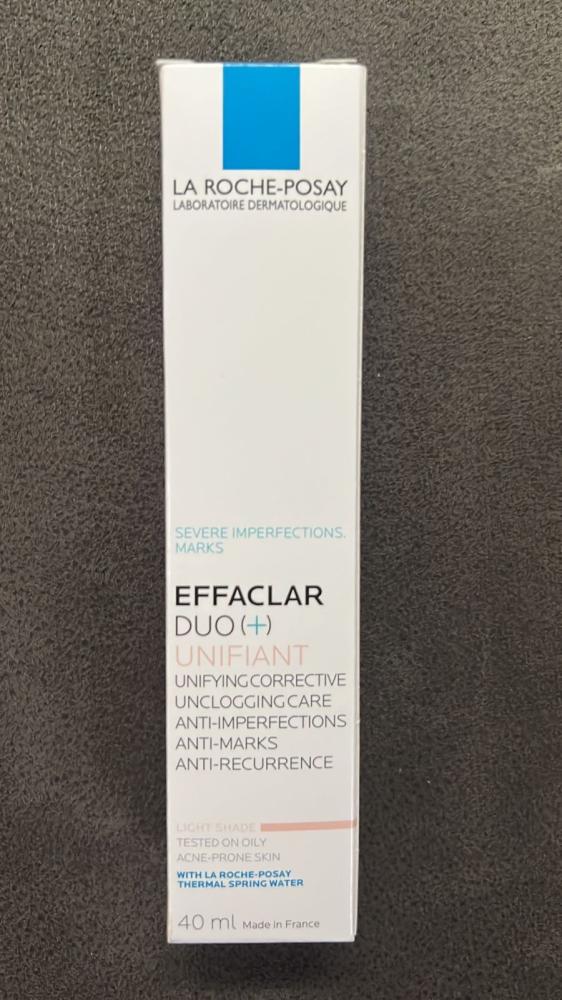 LA ROCHE-POSAY
LABORATOIRE DERMATOLOGIQUE
SEVERE IMPERFECTIONS.
MARKS
EFFACLAR
DUO (+)
UNIFIANT
UNIFYING CORRECTIVE
UNCLOGGING CARE
ANTI-IMPERFECTIONS
ANTI-MARKS
ANTI-RECURRENCE
LIGHT SHADE
TESTED ON OILY
ACNE-PRONE SKIN
WITH LA ROCHE-POSAY
THERMAL SPRING WATER
40 ml Made in France